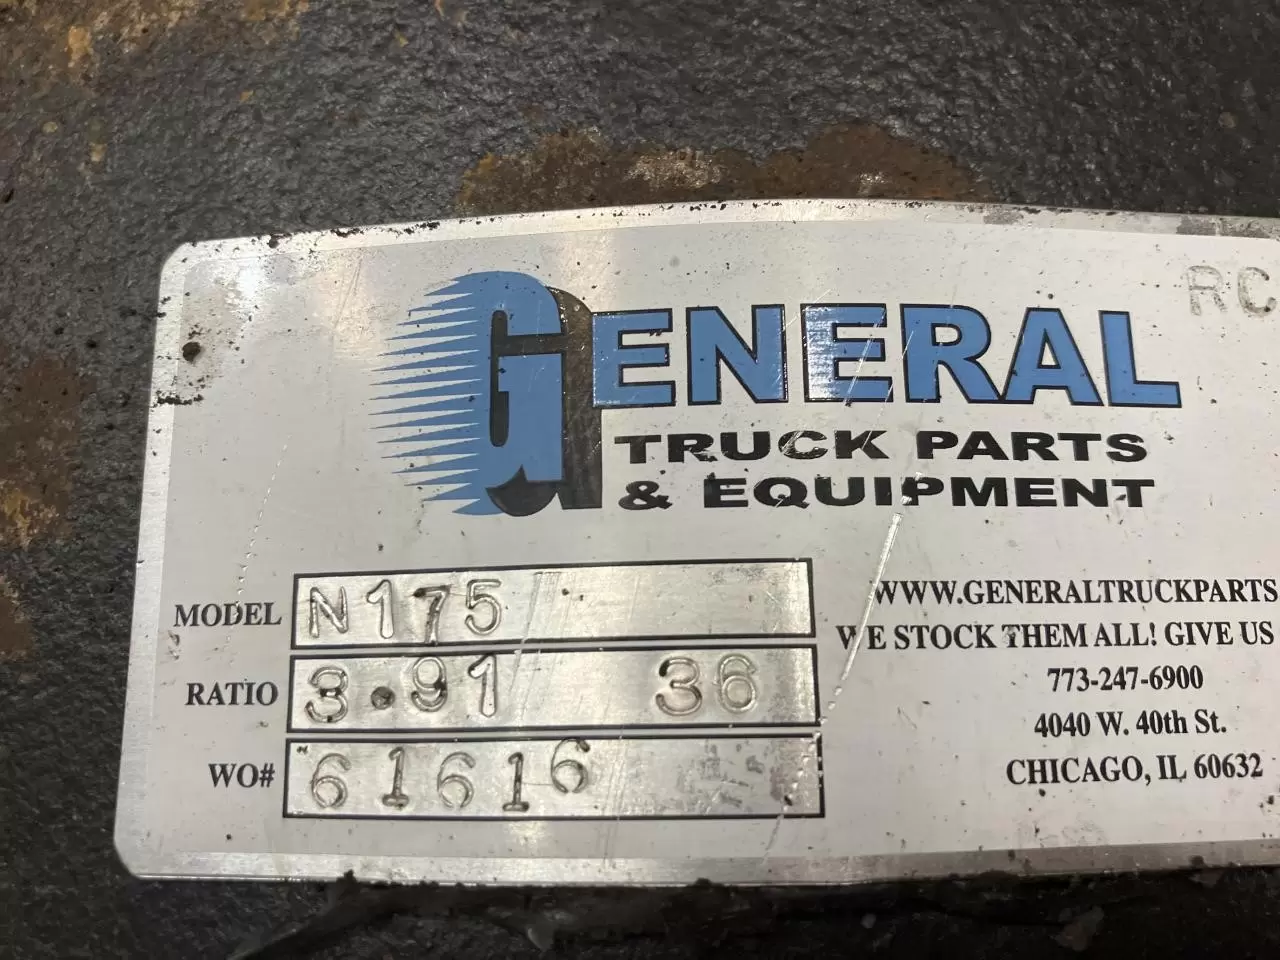 RC
GENERAL
TRUCK PARTS
& EQUIPMENT
MODEL N175
RATIO 3.91 36
WO# 61616
WWW.GENERALTRUCKPARTS
WE STOCK THEM ALL! GIVE US
773-247-6900
4040 W. 40th St.
CHICAGO, IL 60632